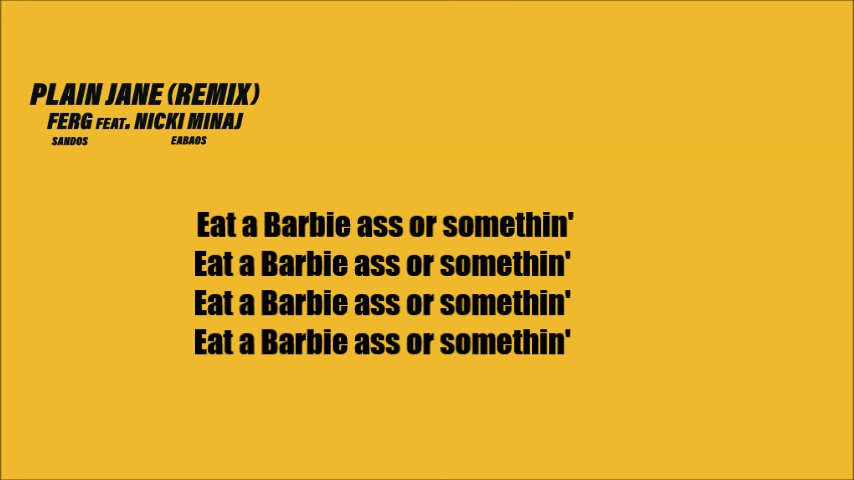 PLAIN JANE (REMIX)
FERG FEAT. NICKI MINAJ
SANDOS EABAOS
Eat a Barbie ass or somethin'
Eat a Barbie ass or somethin'
Eat a Barbie ass or somethin'
Eat a Barbie ass or somethin'